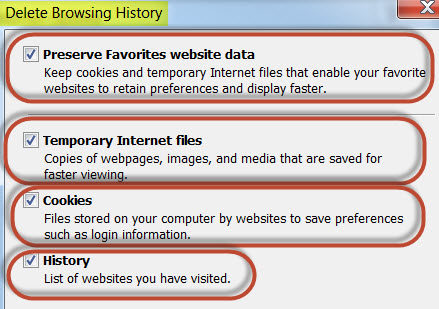 Delete Browsing History
Preserve Favorites website data
Keep cookies and temporary Internet files that enable your favorite
websites to retain preferences and display faster.
Temporary Internet files
Copies of webpages, images, and media that are saved for
faster viewing.
Cookies
Files stored on your computer by websites to save preferences
such as login information.
History
List of websites you have visited.